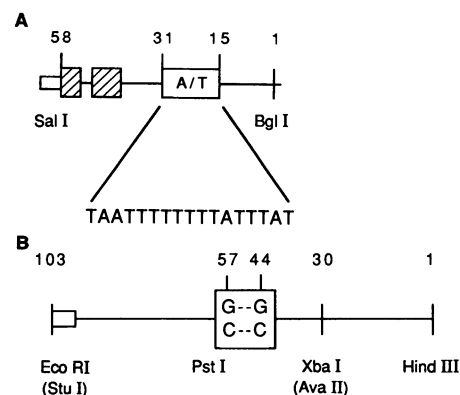 A
58 31 15 1
A/T
Sal I Bgl I
TAATTTTTTTTATTTAT
B
103 57 44 30 1
G--G
C--C
Eco RI Pst I Xba I Hind III
(Stu I) (Ava II)